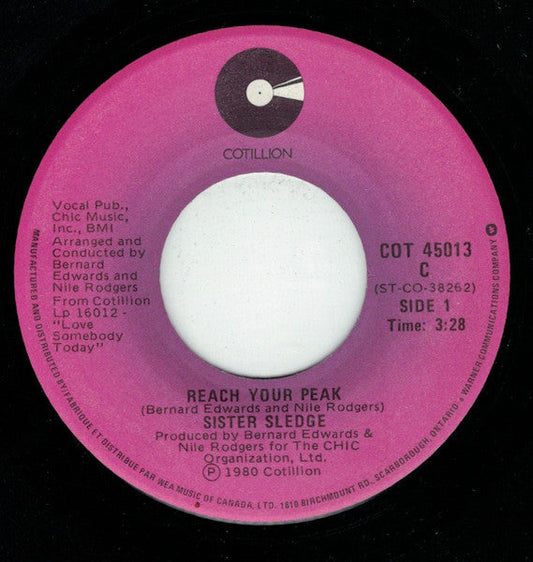 COTILLION
Vocal Pub.,
Chic Music,
Inc., BMI
Arranged and
Conducted by
Bernard
Edwards and
Nile Rodgers
From Cotillion
Lp 16012 -
"Love
Somebody
Today"
COT 45013
C
(ST-CO-38262)
SIDE 1
Time: 3:28
REACH YOUR PEAK
(Bernard Edwards and Nile Rodgers)
SISTER SLEDGE
Produced by Bernard Edwards &
Nile Rodgers for The CHIC
Organization, Ltd.
Ⓟ 1980 Cotillion
MANUFACTURED AND DISTRIBUTED BY/FABRIQUE ET DISTRIBUE PAR WEA MUSIC OF CANADA, LTD. 1810 BIRCHMOUNT RD., SCARBOROUGH, ONTARIO • A WARNER COMMUNICATIONS COMPANY